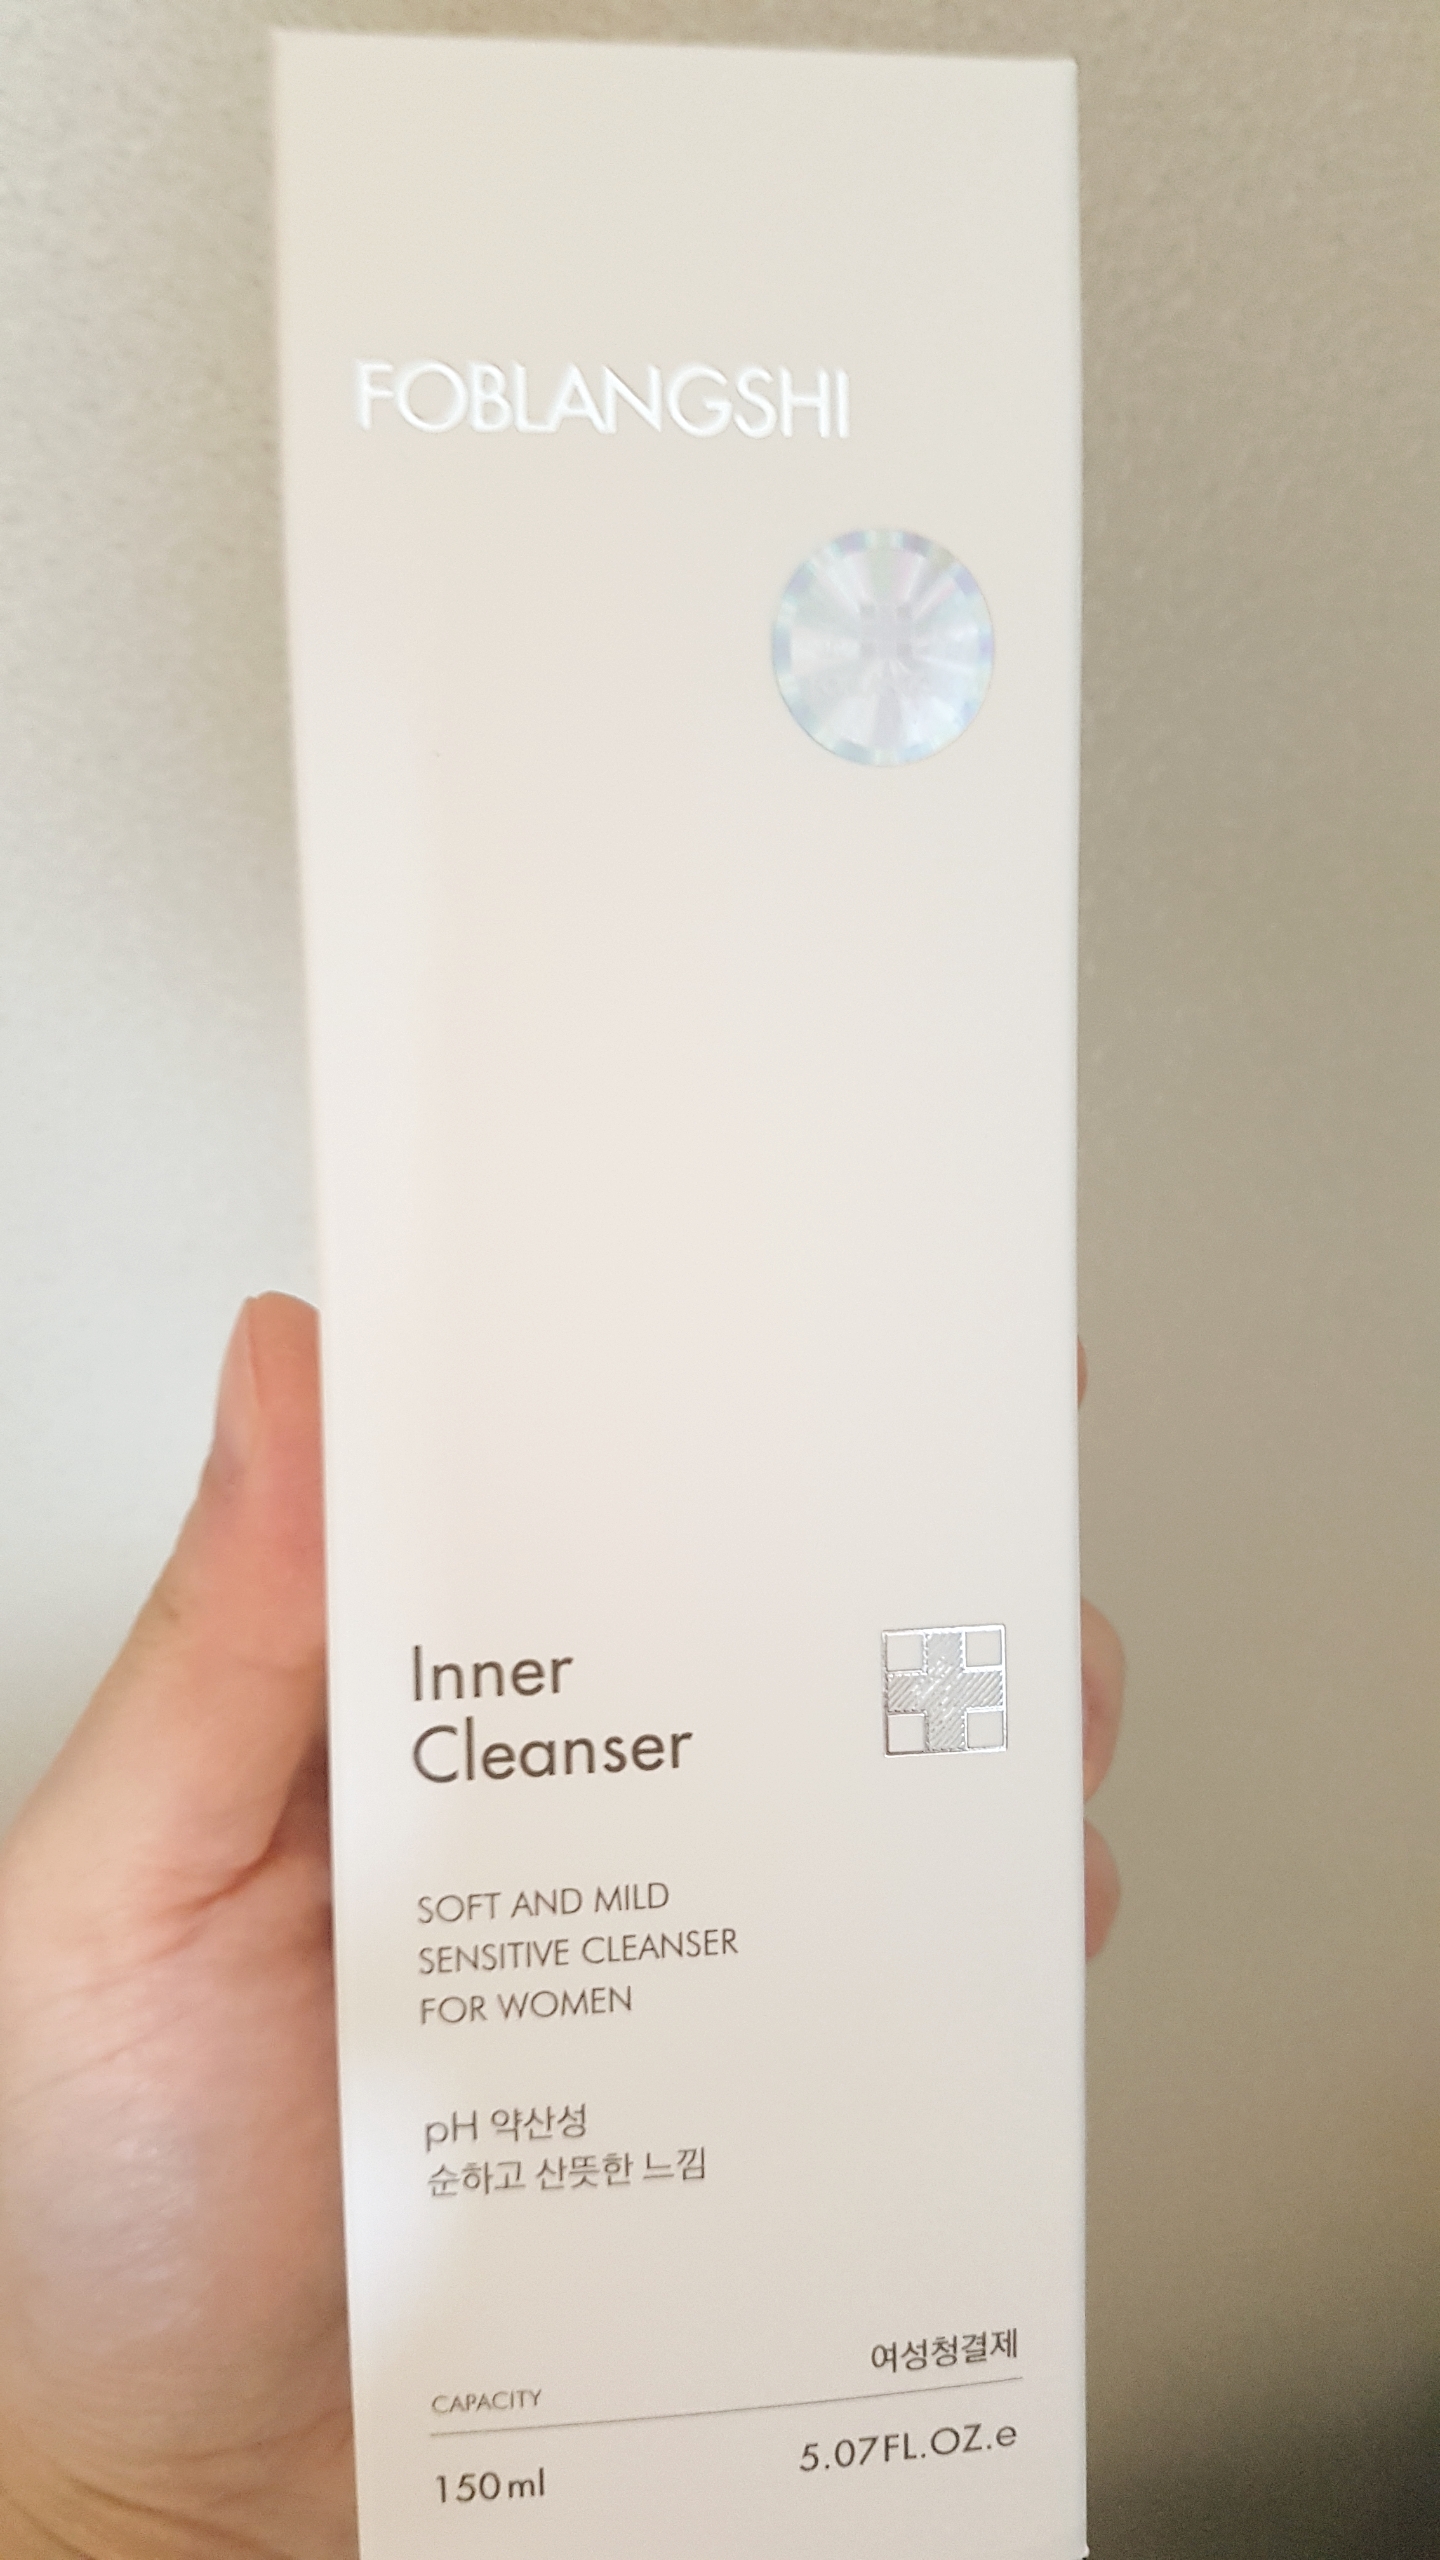 FOBLANGSHI
Inner
Cleanser
SOFT AND MILD
SENSITIVE CLEANSER
FOR WOMEN
pH 약산성
순하고 산뜻한 느낌
여성청결제
CAPACITY
150ml 5.07FL.OZ.e